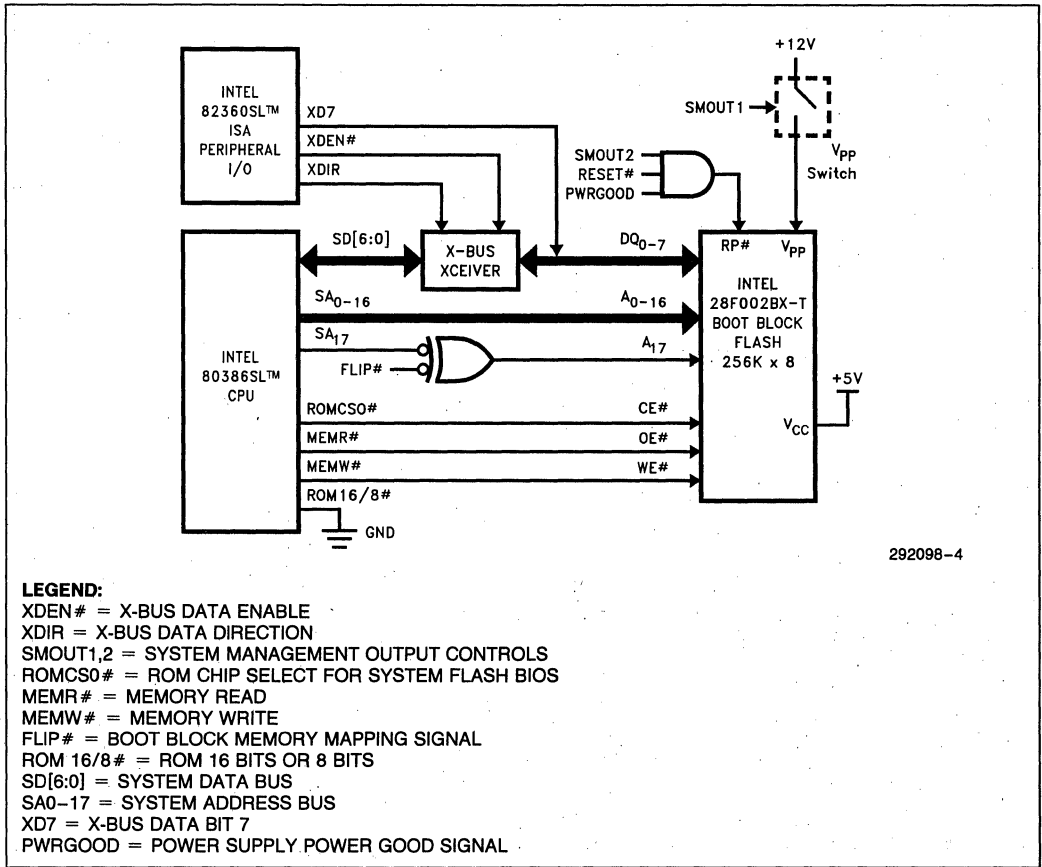 +12V
INTEL
82360SL™
ISA
PERIPHERAL
I/O
XD7
XDEN#
XDIR
SMOUT1
VPP
Switch
SMOUT2
RESET#
PWRGOOD
SD[6:0]
X-BUS
XCEIVER
DQ0-7
RP#
VPP
INTEL
28F002BX-T
BOOT BLOCK
FLASH
256K x 8
SA0-16
A0-16
SA17
FLIP#
A17
INTEL
80386SL™
CPU
+5V
VCC
ROMCS0#
CE#
MEMR#
OE#
MEMW#
WE#
ROM16/8#
GND
292098-4
LEGEND:
XDEN# = X-BUS DATA ENABLE
XDIR = X-BUS DATA DIRECTION
SMOUT1,2 = SYSTEM MANAGEMENT OUTPUT CONTROLS
ROMCS0# = ROM CHIP SELECT FOR SYSTEM FLASH BIOS
MEMR# = MEMORY READ
MEMW# = MEMORY WRITE
FLIP# = BOOT BLOCK MEMORY MAPPING SIGNAL
ROM 16/8# = ROM 16 BITS OR 8 BITS
SD[6:0] = SYSTEM DATA BUS
SA0-17 = SYSTEM ADDRESS BUS
XD7 = X-BUS DATA BIT 7
PWRGOOD = POWER SUPPLY POWER GOOD SIGNAL